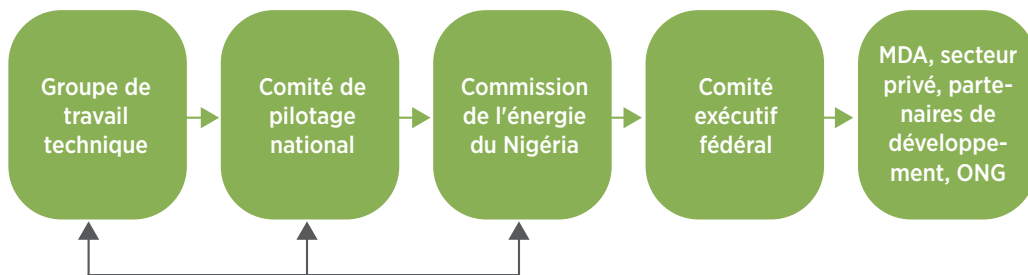 Groupe de
travail
technique
Comité de
pilotage
national
Commission
de l'énergie
du Nigéria
Comité
exécutif
fédéral
MDA, secteur
privé, parte-
naires de
développe-
ment, ONG